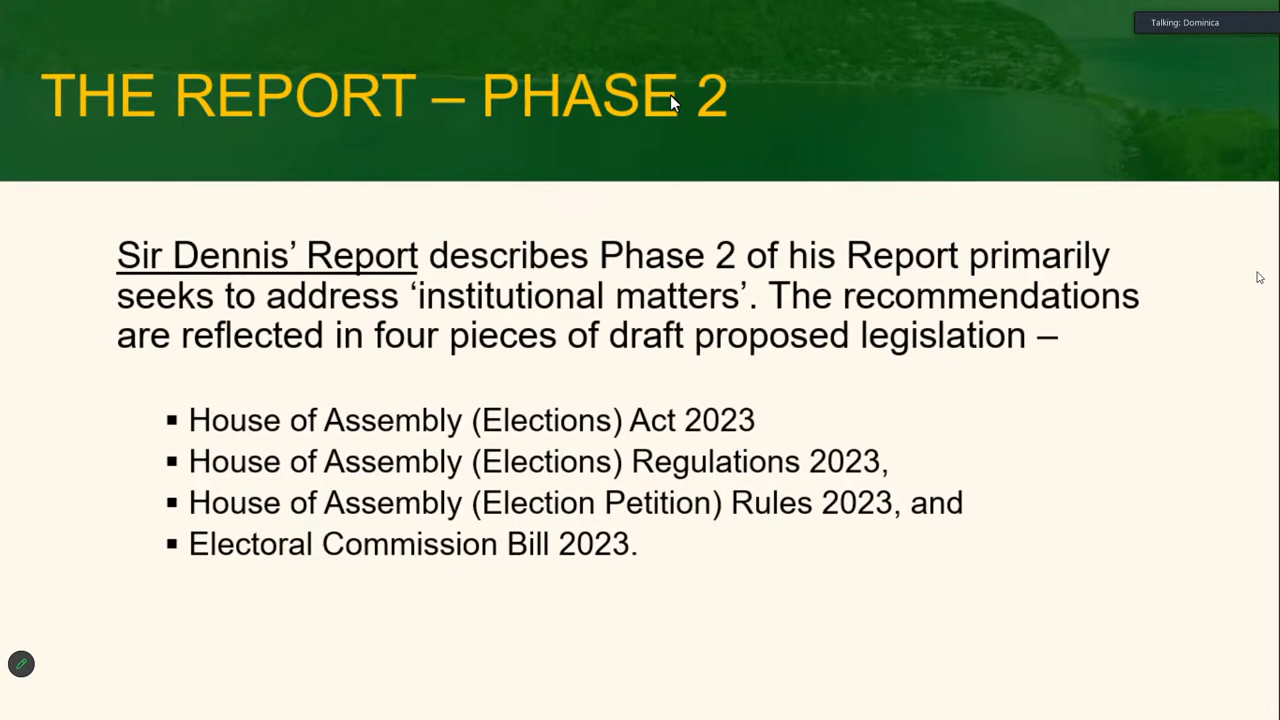 Talking: Dominica
THE REPORT – PHASE 2
Sir Dennis’ Report describes Phase 2 of his Report primarily
seeks to address ‘institutional matters’. The recommendations
are reflected in four pieces of draft proposed legislation –
▪ House of Assembly (Elections) Act 2023
▪ House of Assembly (Elections) Regulations 2023,
▪ House of Assembly (Election Petition) Rules 2023, and
▪ Electoral Commission Bill 2023.